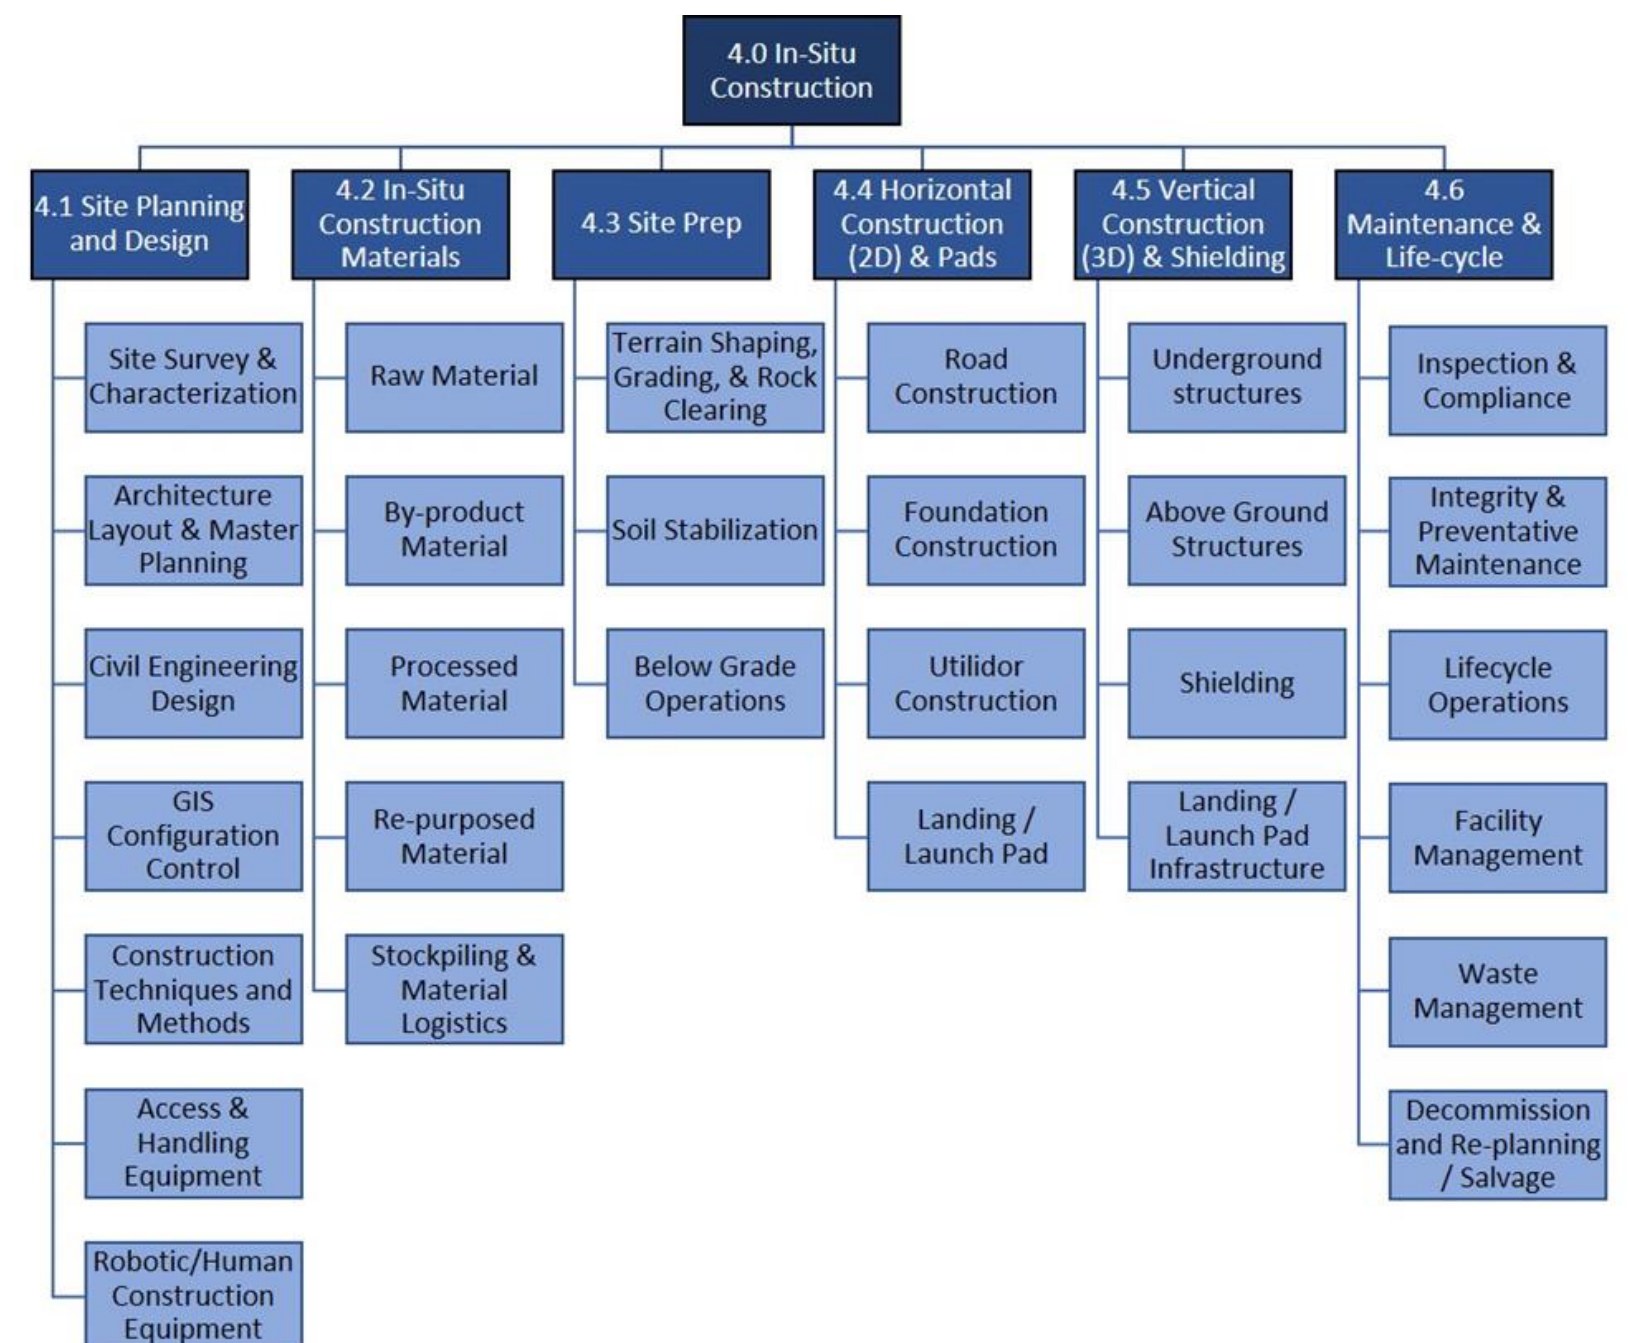 4.0 In-Situ
Construction
4.1 Site Planning
and Design
Site Survey &
Characterization
Architecture
Layout & Master
Planning
Civil Engineering
Design
GIS
Configuration
Control
Construction
Techniques and
Methods
Access &
Handling
Equipment
Robotic/Human
Construction
Equipment
4.2 In-Situ
Construction
Materials
Raw Material
By-product
Material
Processed
Material
Re-purposed
Material
Stockpiling &
Material
Logistics
4.3 Site Prep
Terrain Shaping,
Grading, & Rock
Clearing
Soil Stabilization
Below Grade
Operations
4.4 Horizontal
Construction
(2D) & Pads
Road
Construction
Foundation
Construction
Utilidor
Construction
Landing /
Launch Pad
4.5 Vertical
Construction
(3D) & Shielding
Underground
structures
Above Ground
Structures
Shielding
Landing /
Launch Pad
Infrastructure
4.6
Maintenance &
Life-cycle
Inspection &
Compliance
Integrity &
Preventative
Maintenance
Lifecycle
Operations
Facility
Management
Waste
Management
Decommission
and Re-planning
/ Salvage